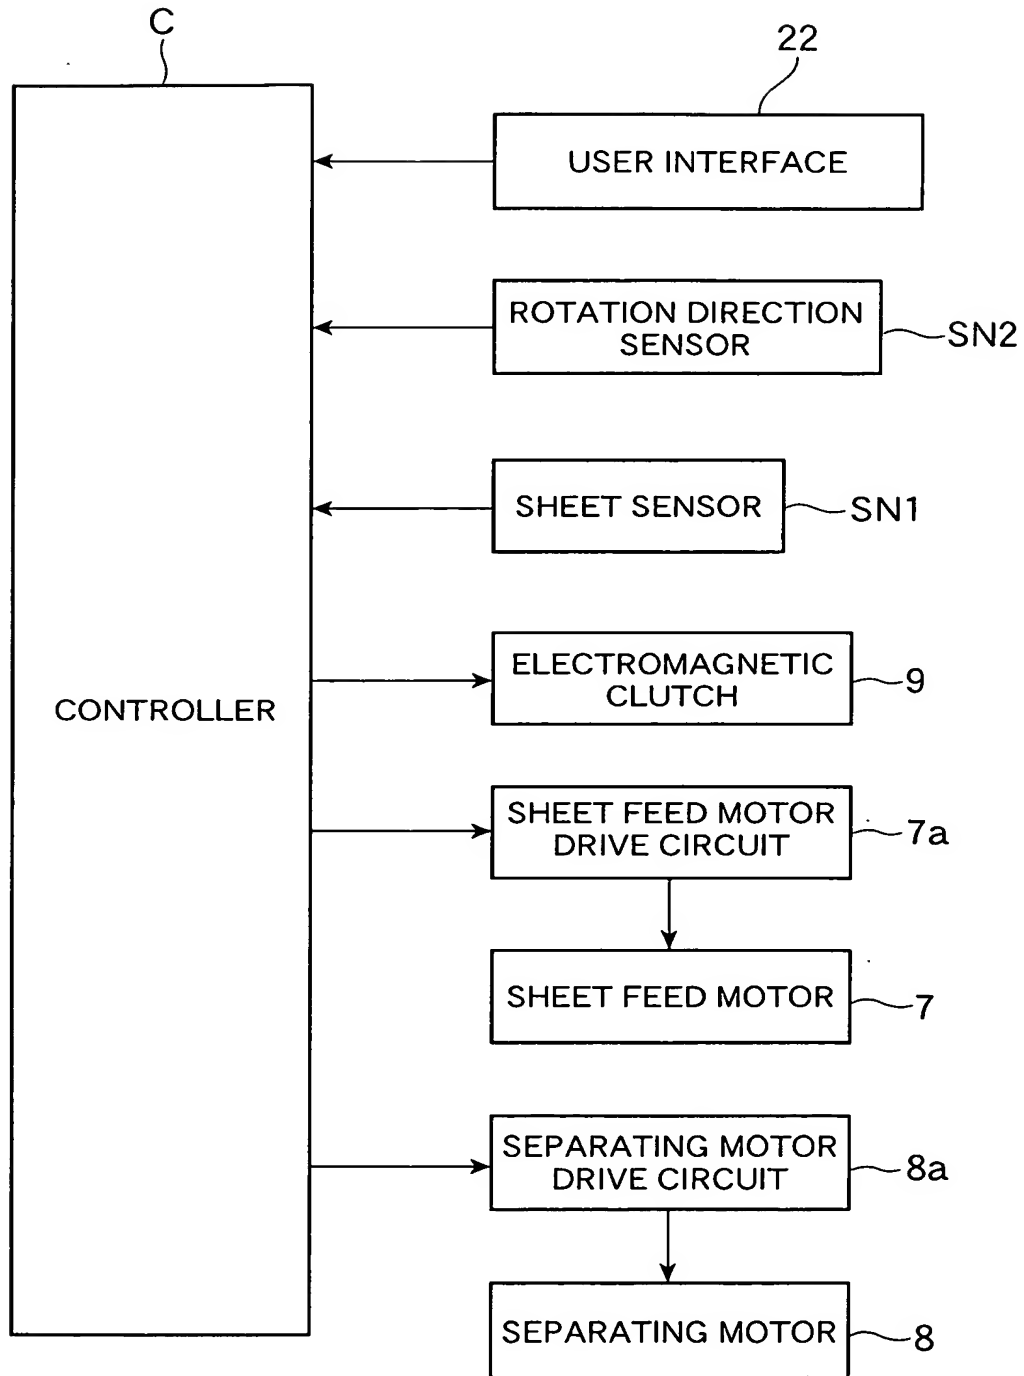 C
22
USER INTERFACE
ROTATION DIRECTION
SENSOR
SN2
SHEET SENSOR
SN1
ELECTROMAGNETIC
CLUTCH
9
CONTROLLER
SHEET FEED MOTOR
DRIVE CIRCUIT
7a
SHEET FEED MOTOR
7
SEPARATING MOTOR
DRIVE CIRCUIT
8a
SEPARATING MOTOR
8